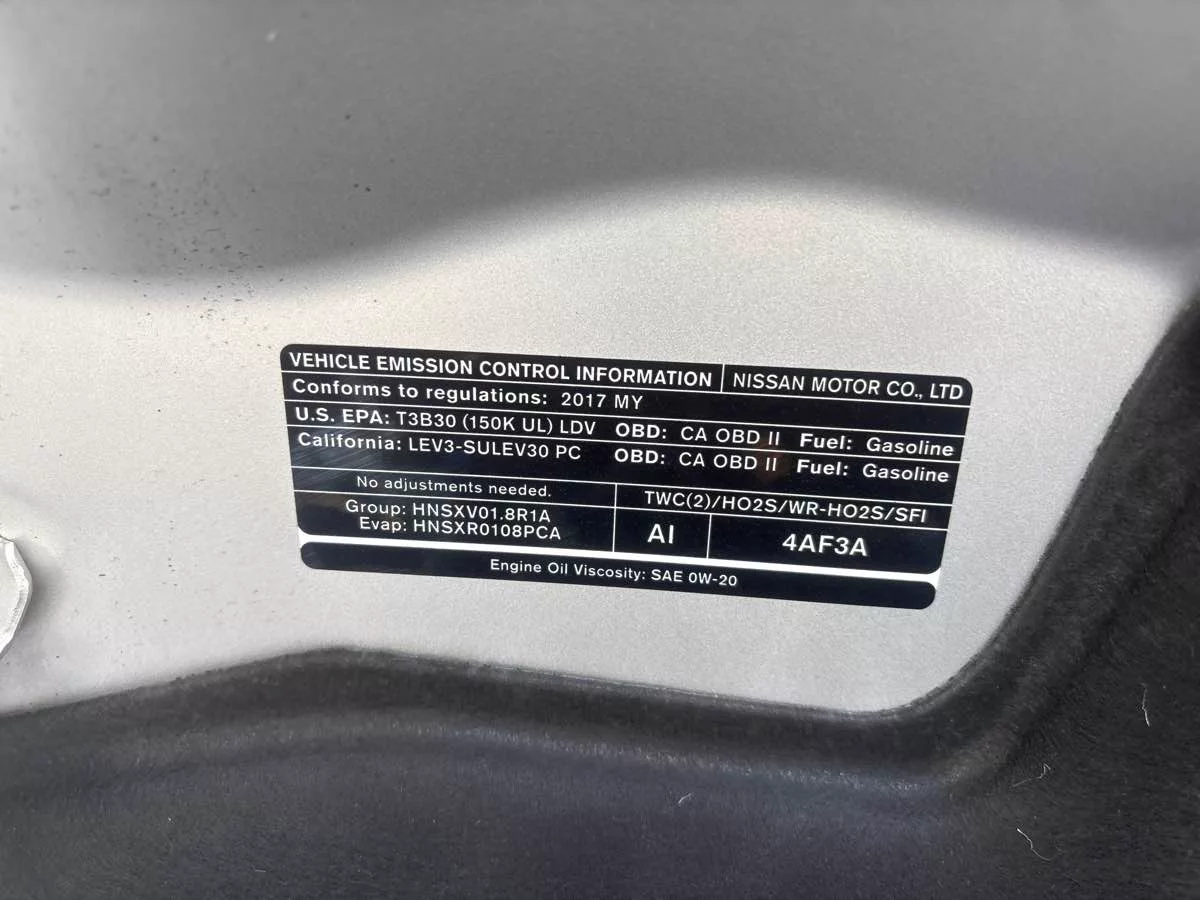 VEHICLE EMISSION CONTROL INFORMATION NISSAN MOTOR CO., LTD
Conforms to regulations: 2017 MY
U.S. EPA: T3B30 (150K UL) LDV OBD: CA OBD II Fuel: Gasoline
California: LEV3-SULEV30 PC OBD: CA OBD II Fuel: Gasoline
No adjustments needed.
TWC(2)/HO2S/WR-HO2S/SFI
Group: HNSXV01.8R1A
Evap: HNSXR0108PCA
AI
4AF3A
Engine Oil Viscosity: SAE 0W-20